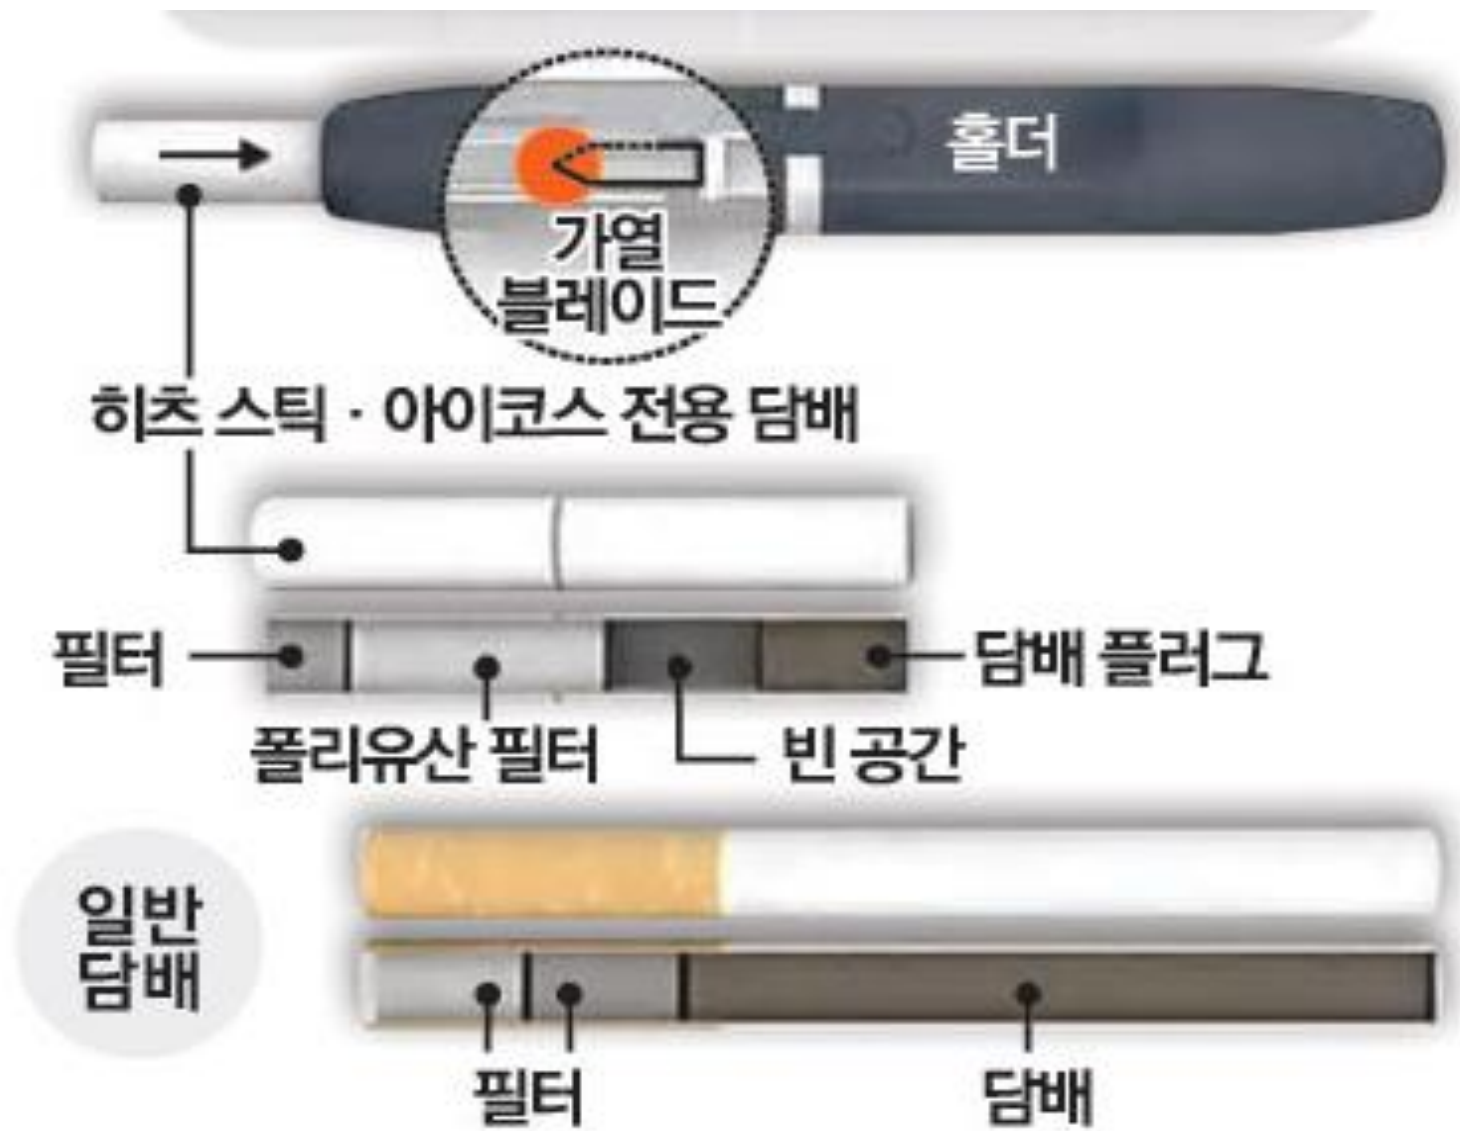 홀더
가열
블레이드
히츠 스틱 · 아이코스 전용 담배
필터
담배 플러그
폴리유산 필터
빈 공간
일반
담배
필터
담배